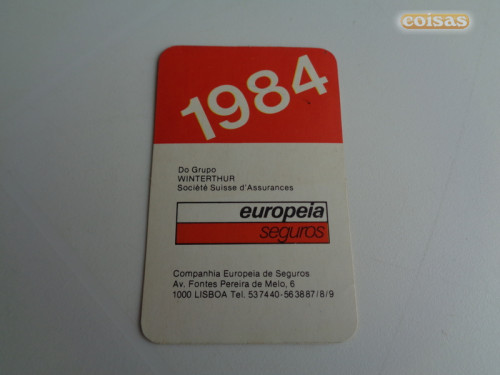 coisas
1984
Do Grupo
WINTERTHUR
Société Suisse d'Assurances
europeia
seguros
Companhia Europeia de Seguros
Av. Fontes Pereira de Melo, 6
1000 LISBOA Tel. 537440-563887/8/9